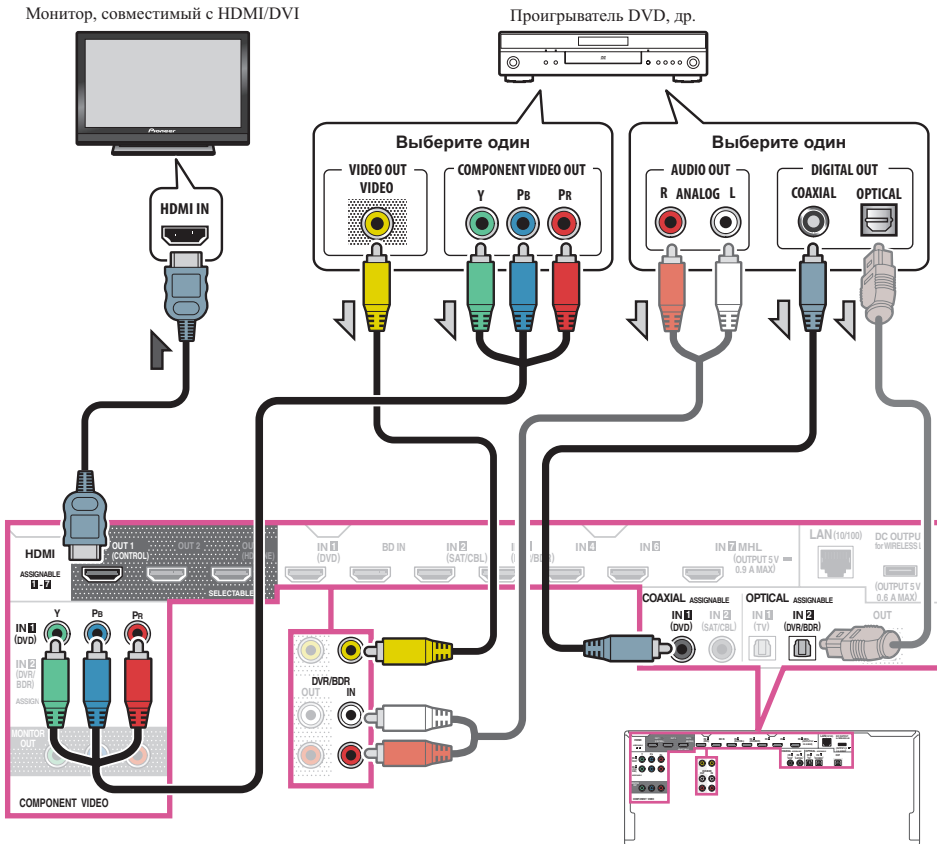 Монитор, совместимый с HDMI/DVI
Проигрыватель DVD, др.
Pioneer
HDMI IN
Выберите один
VIDEO OUT
VIDEO
COMPONENT VIDEO OUT
Y PB PR
Выберите один
AUDIO OUT
R ANALOG L
DIGITAL OUT
COAXIAL OPTICAL
HDMI
ASSIGNABLE
1-7
OUT 1
(CONTROL)
OUT 2
SELECTABLE
IN 1
(DVD)
BD IN
IN 2
(SAT/CBL)
IN 4
IN 6
IN 7 MHL
(OUTPUT 5 V
0.9 A MAX)
LAN (10/100)
DC OUTPU
for WIRELESS L
(OUTPUT 5 V
0.6 A MAX)
Y PB PR
IN 1
(DVD)
IN 2
(DVR/
BDR)
ASSIGN
MONITOR
OUT
COMPONENT VIDEO
DVR/BDR
OUT IN
COAXIAL ASSIGNABLE
IN 1
(DVD)
IN 2
(SAT/CBL)
OPTICAL ASSIGNABLE
IN 1
(TV)
IN 2
(DVR/BDR)
OUT